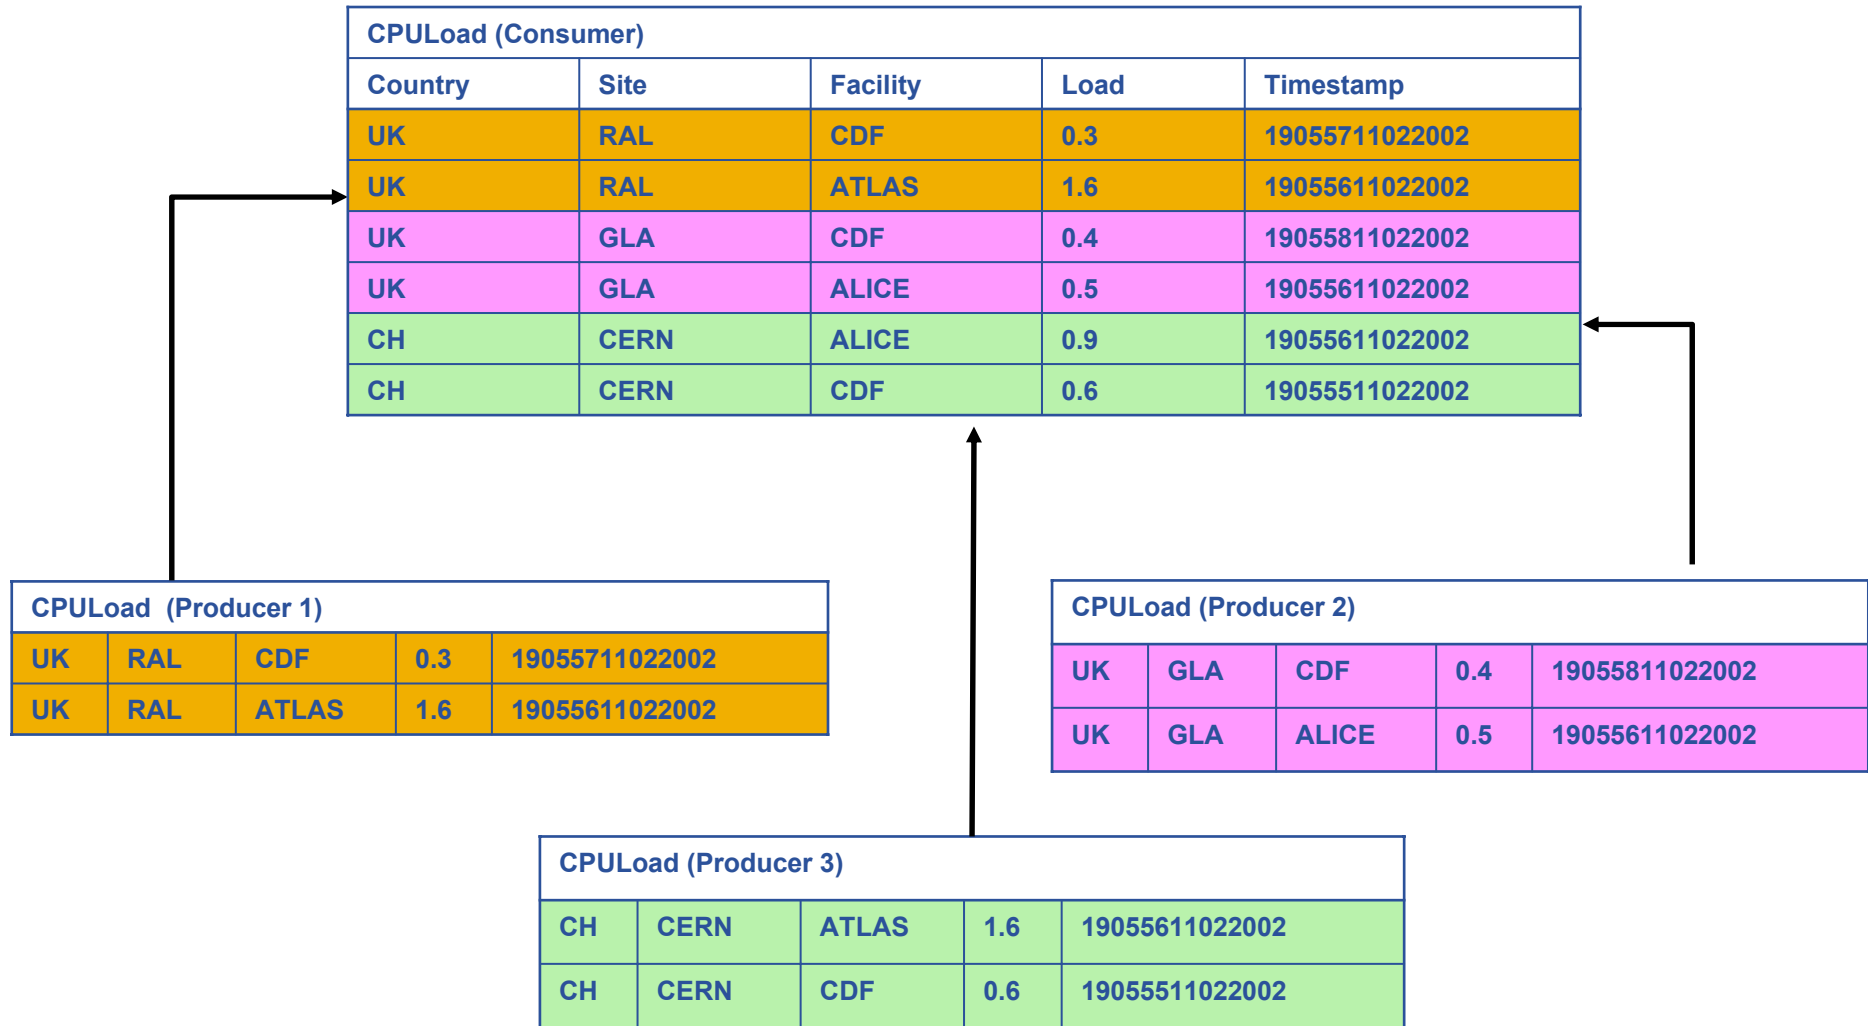 CPULoad (Consumer)
Country Site Facility Load Timestamp
UK RAL CDF 0.3 19055711022002
UK RAL ATLAS 1.6 19055611022002
UK GLA CDF 0.4 19055811022002
UK GLA ALICE 0.5 19055611022002
CH CERN ALICE 0.9 19055611022002
CH CERN CDF 0.6 19055511022002
CPULoad (Producer 1)
UK RAL CDF 0.3 19055711022002
UK RAL ATLAS 1.6 19055611022002
CPULoad (Producer 2)
UK GLA CDF 0.4 19055811022002
UK GLA ALICE 0.5 19055611022002
CPULoad (Producer 3)
CH CERN ATLAS 1.6 19055611022002
CH CERN CDF 0.6 19055511022002